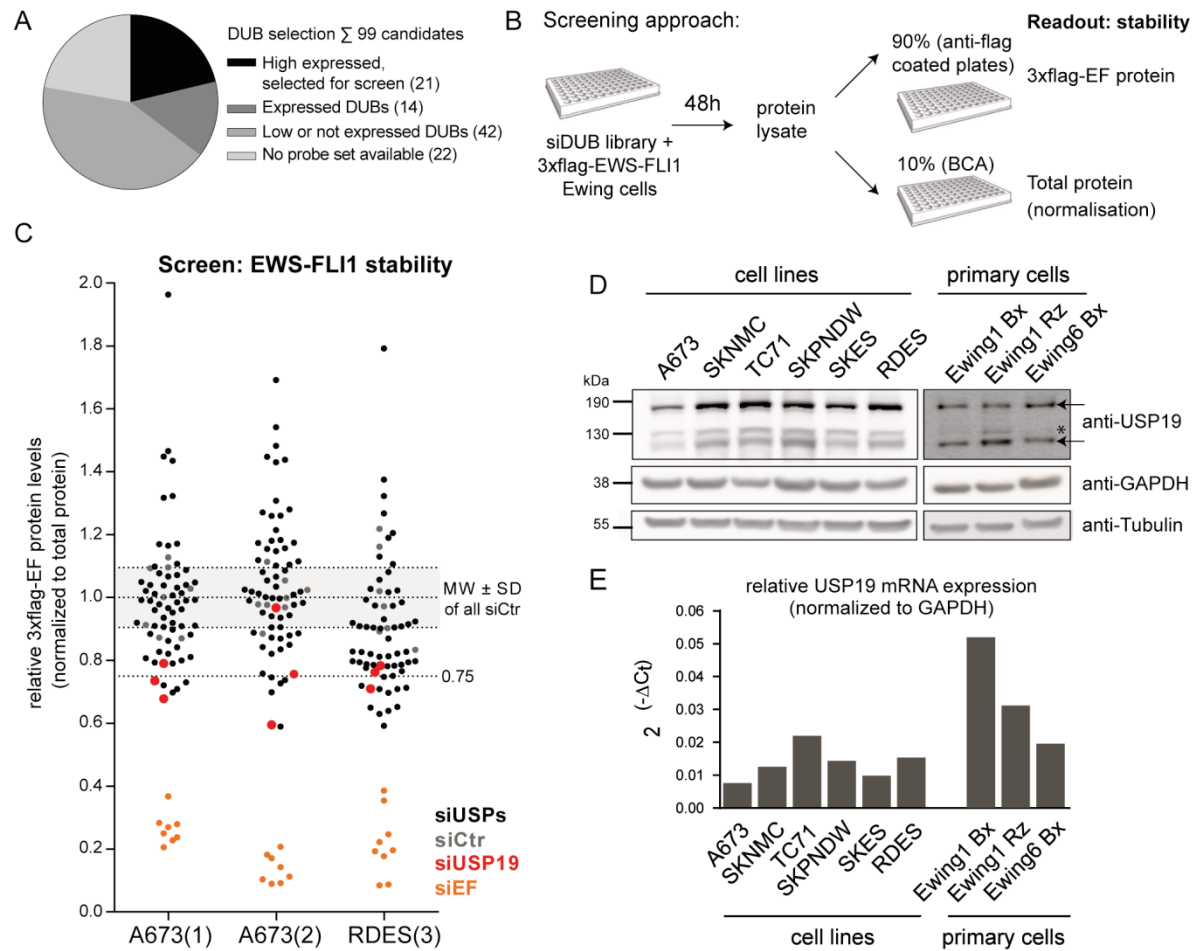 A
DUB selection ∑ 99 candidates
High expressed,
selected for screen (21)
Expressed DUBs (14)
Low or not expressed DUBs (42)
No probe set available (22)
B
Screening approach:
siDUB library +
3xflag-EWS-FLI1
Ewing cells
48h
protein
lysate
90% (anti-flag
coated plates)
10% (BCA)
Readout: stability
3xflag-EF protein
Total protein
(normalisation)
C
Screen: EWS-FLI1 stability
relative 3xflag-EF protein levels
(normalized to total protein)
2.0
1.8
1.6
1.4
1.2
1.0
0.8
0.6
0.4
0.2
0.0
MW ± SD
of all siCtr
0.75
siUSPs
siCtr
siUSP19
siEF
A673(1)
A673(2)
RDES(3)
D
cell lines
primary cells
A673
SKNMC
TC71
SKPNDW
SKES
RDES
Ewing1 Bx
Ewing1 Rz
Ewing6 Bx
kDa
190
130
38
55
*
anti-USP19
anti-GAPDH
anti-Tubulin
E
relative USP19 mRNA expression
(normalized to GAPDH)
2 (-ΔCt)
0.06
0.05
0.04
0.03
0.02
0.01
0.00
A673
SKNMC
TC71
SKPNDW
SKES
RDES
Ewing1 Bx
Ewing1 Rz
Ewing6 Bx
cell lines
primary cells